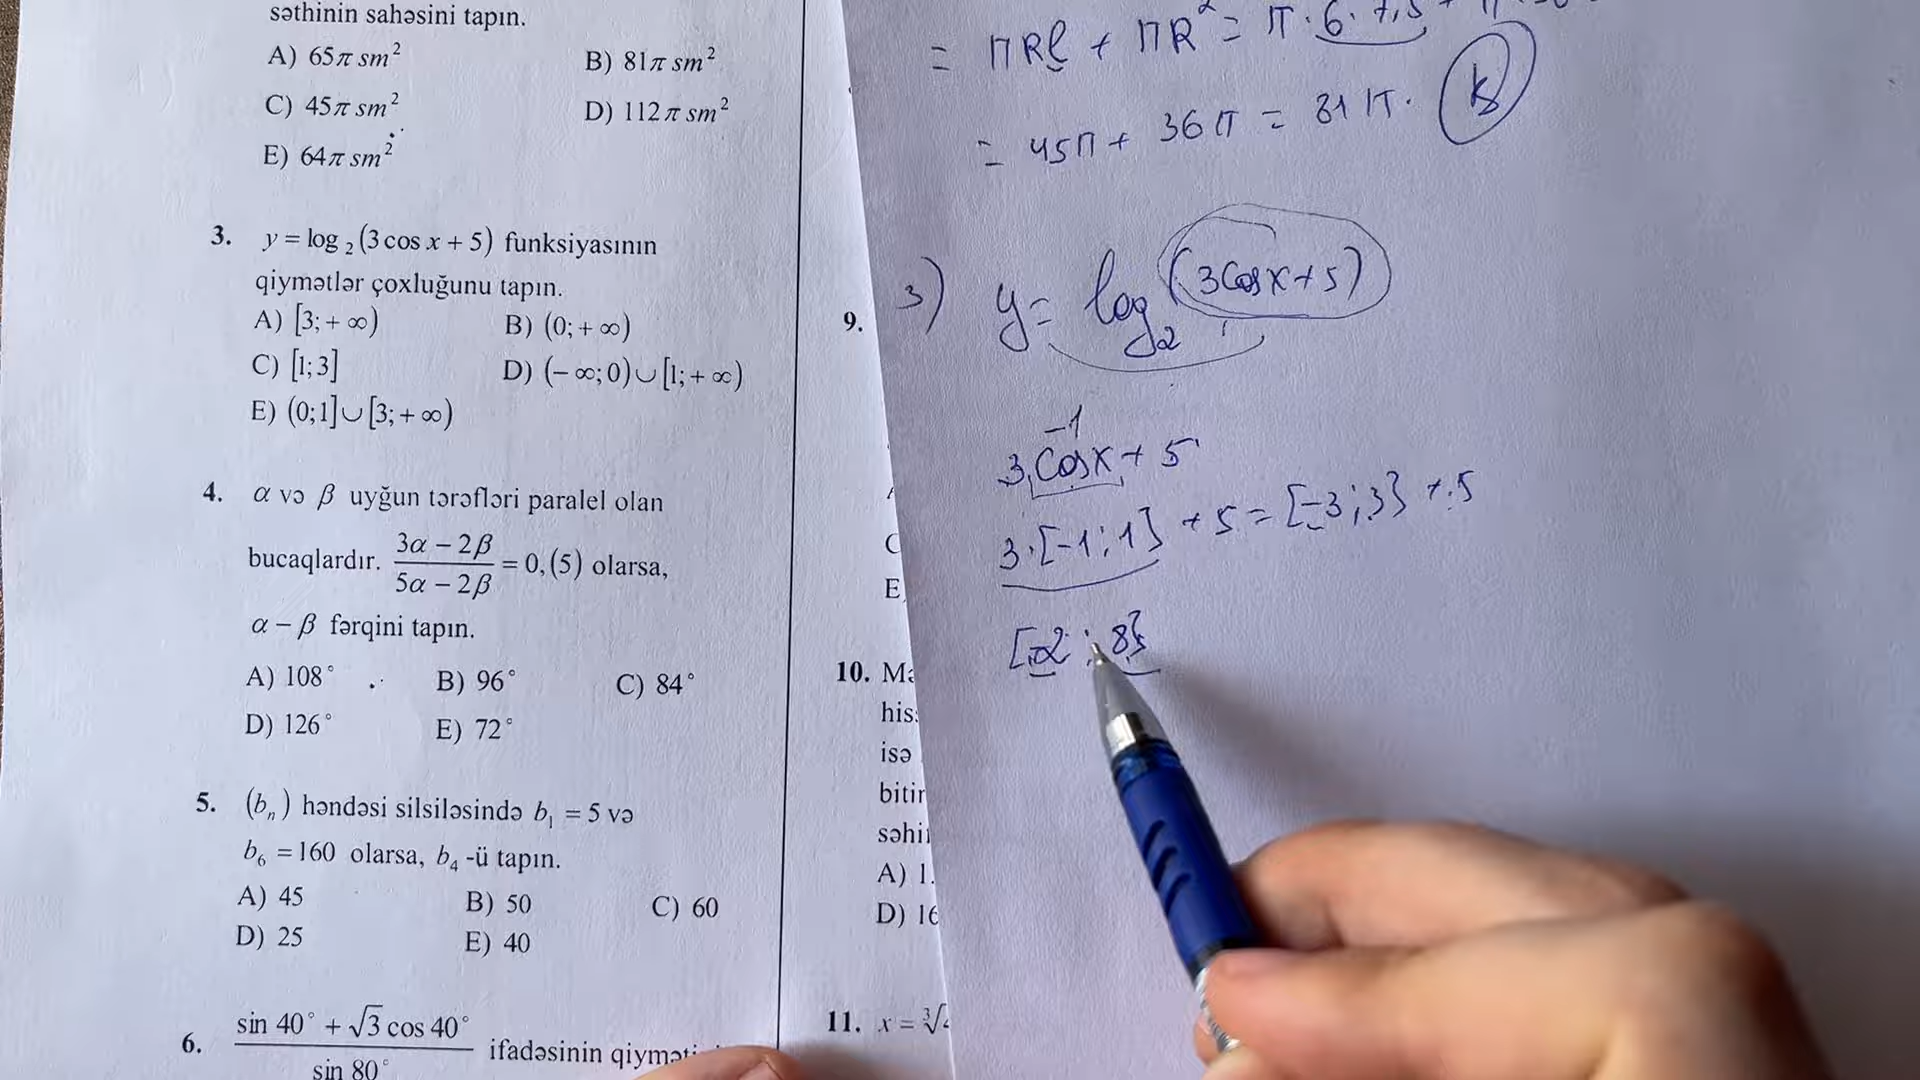 səthinin sahəsini tapın.
A) 65π sm²
B) 81π sm²
C) 45π sm²
D) 112π sm²
E) 64π sm²
3. y = log₂(3cos x + 5) funksiyasının
qiymətlər çoxluğunu tapın.
A) [3; + ∞)
B) (0; + ∞)
C) [1; 3]
D) (− ∞; 0)∪[1; + ∞)
E) (0; 1]∪[3; + ∞)
4. α və β uyğun tərəfləri paralel olan
bucaqlardır. (3α − 2β)/(5α − 2β) = 0,(5) olarsa,
α − β fərqini tapın.
A) 108°
B) 96°
C) 84°
D) 126°
E) 72°
5. (bₙ) həndəsi silsiləsində b₁ = 5 və
b₆ = 160 olarsa, b₄ -ü tapın.
A) 45
B) 50
C) 60
D) 25
E) 40
6. (sin 40° + √3 cos 40°)/(sin 80°) ifadəsinin
9.
C
E
10.
isə
A) 1
D) 16
11. x = ∛
= ΠRℓ + ΠR² = π · 6 · 7,5
= 45π + 36π = 81π.
3) y = log₂(3Cosx + 5)
-1
3Cosx + 5
3·[-1; 1] + 5 = [-3; 3] + 5
[2; 8]